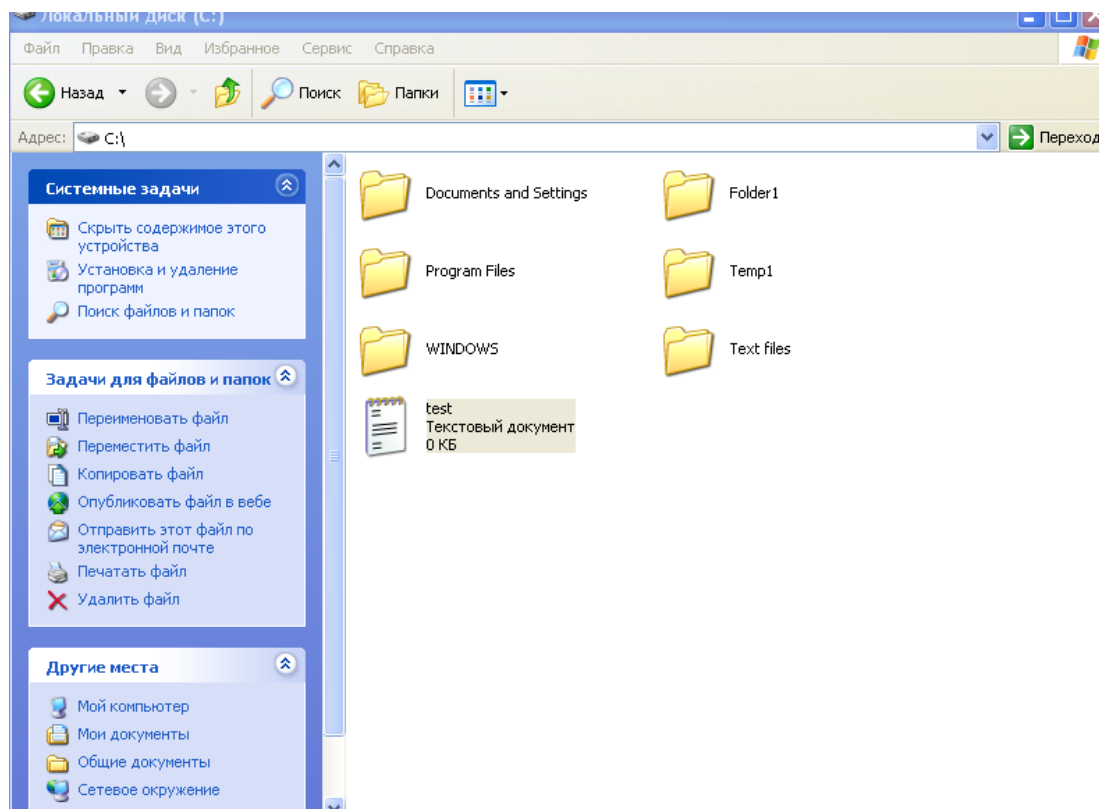 Локальный диск (C:)
Файл Правка Вид Избранное Сервис Справка
Назад Поиск Папки
Адрес: C:\ Переход
Системные задачи
Скрыть содержимое этого
устройства
Установка и удаление
программ
Поиск файлов и папок
Задачи для файлов и папок
Переименовать файл
Переместить файл
Копировать файл
Опубликовать файл в вебе
Отправить этот файл по
электронной почте
Печатать файл
Удалить файл
Другие места
Мой компьютер
Мои документы
Общие документы
Сетевое окружение
Documents and Settings
Folder1
Program Files
Temp1
WINDOWS
Text files
test
Текстовый документ
0 КБ